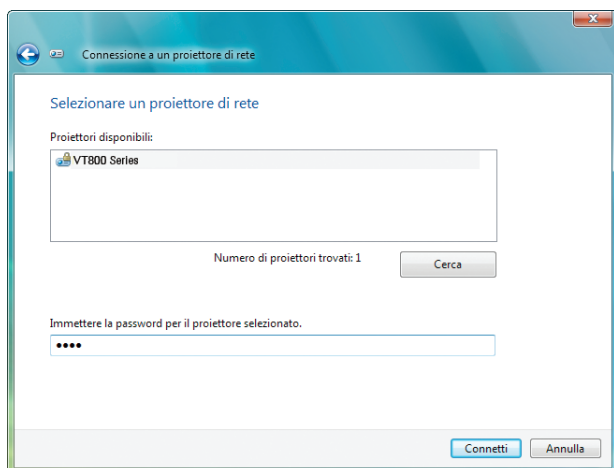 Connessione a un proiettore di rete
Selezionare un proiettore di rete
Proiettori disponibili:
VT800 Series
Numero di proiettori trovati: 1
Cerca
Immettere la password per il proiettore selezionato.
••••
Connetti Annulla